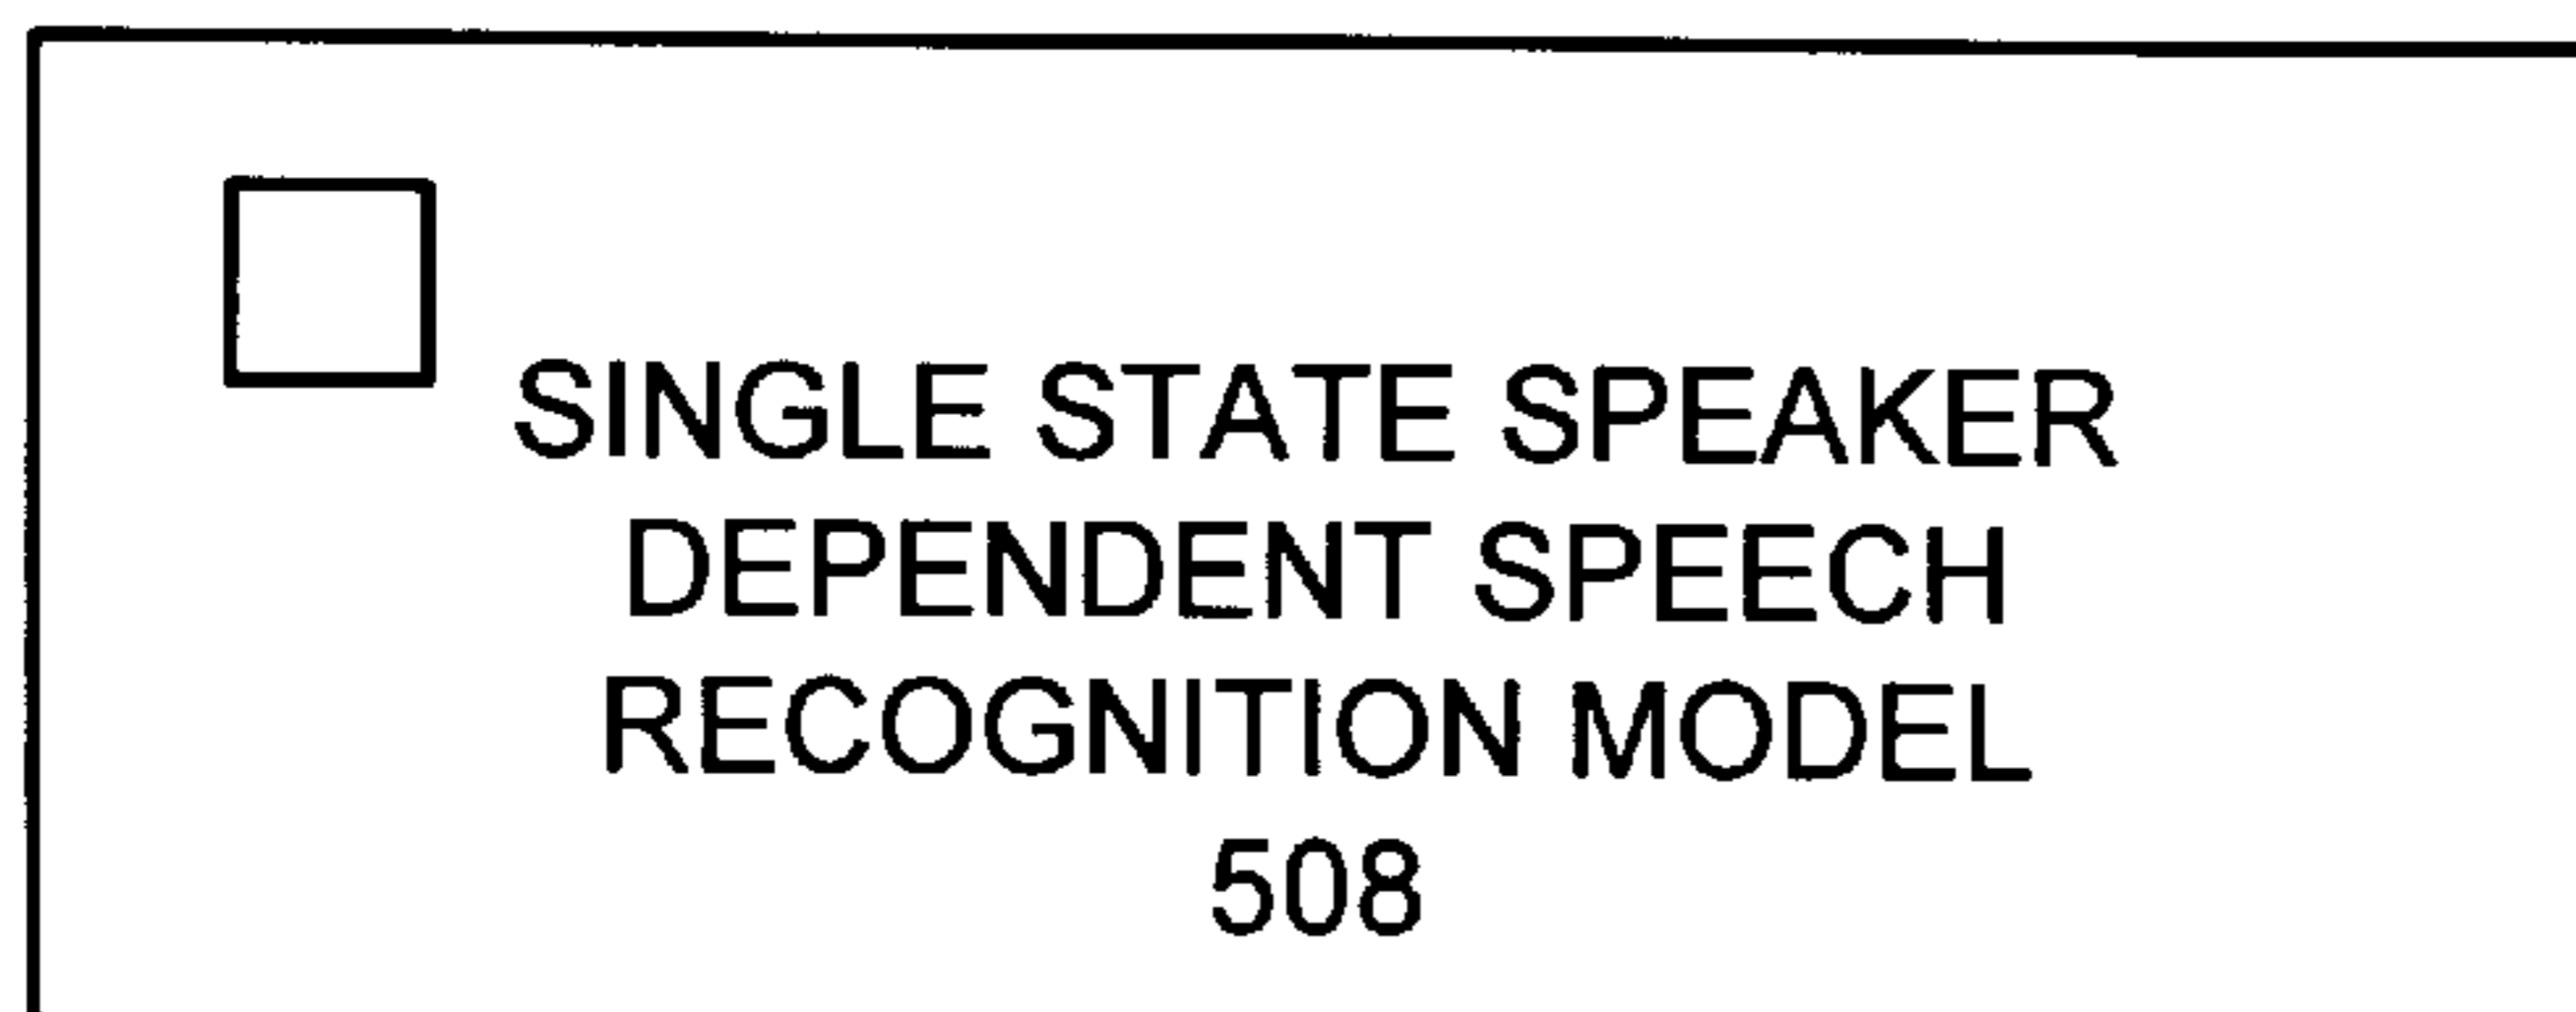 SINGLE STATE SPEAKER
DEPENDENT SPEECH
RECOGNITION MODEL
508